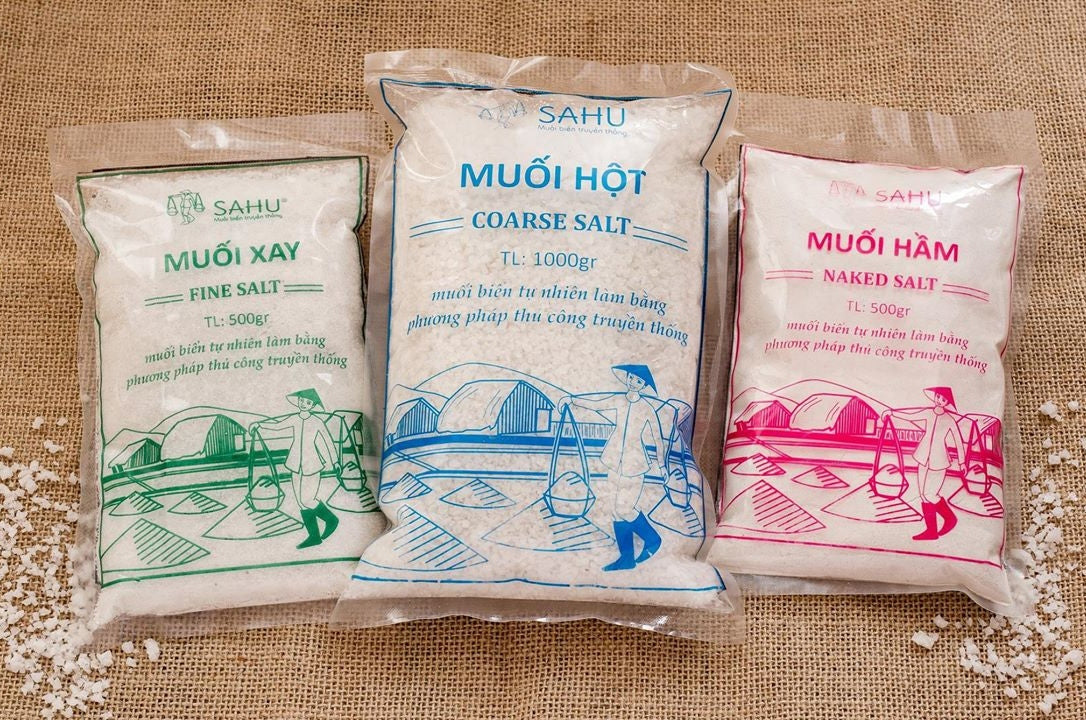 SAHU
Muối biển truyền thống
MUỐI XAY
FINE SALT
TL: 500gr
muối biển tự nhiên làm bằng
phương pháp thủ công truyền thống
SAHU
Muối biển truyền thống
MUỐI HỘT
COARSE SALT
TL: 1000gr
muối biển tự nhiên làm bằng
phương pháp thủ công truyền thống
SAHU
MUỐI HẦM
NAKED SALT
TL: 500gr
muối biển tự nhiên làm bằng
phương pháp thủ công truyền thống